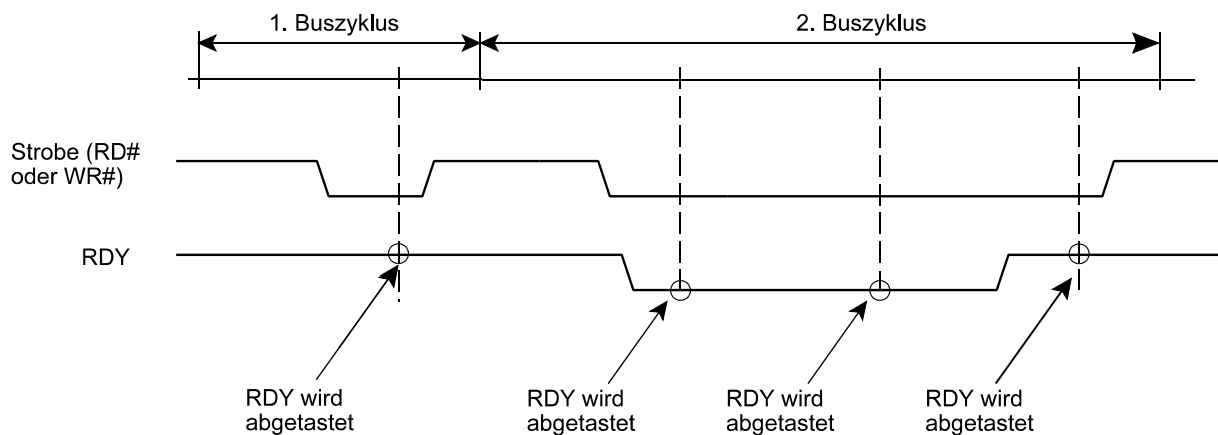 1. Buszyklus
2. Buszyklus
Strobe (RD#
oder WR#)
RDY
RDY wird
abgetastet
RDY wird
abgetastet
RDY wird
abgetastet
RDY wird
abgetastet